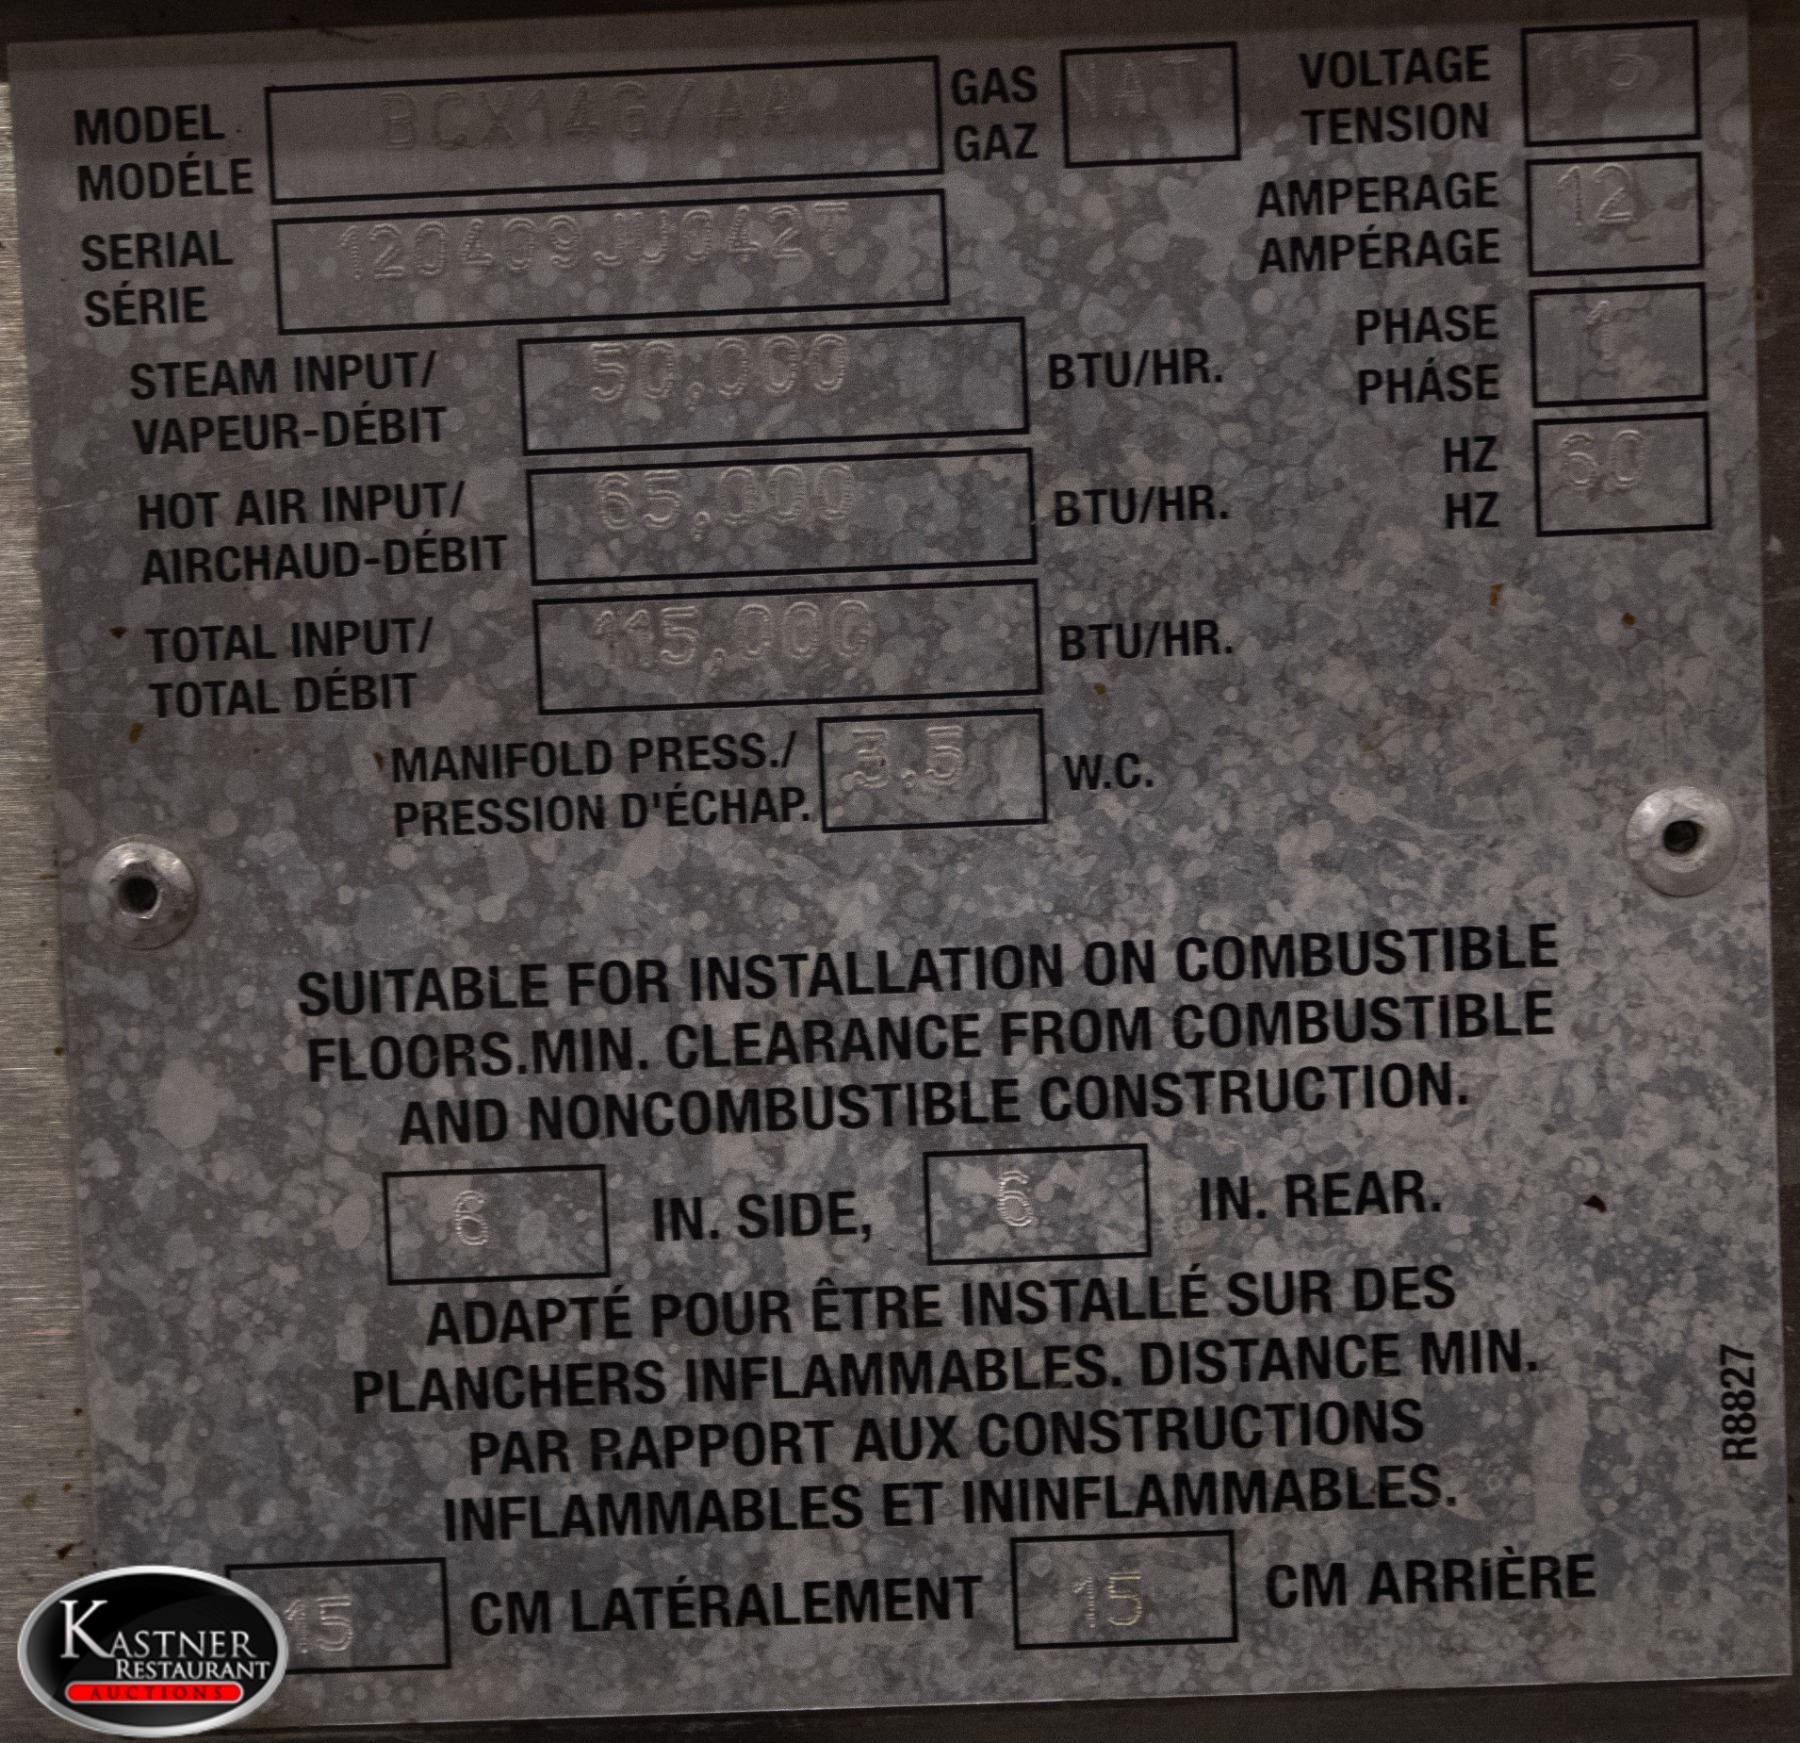 MODEL BCX14G/AA GAS NAT VOLTAGE 115
MODÉLE GAZ TENSION
SERIAL 120409JJ042T AMPERAGE 12
SÉRIE AMPÉRAGE
STEAM INPUT/ 50,000 BTU/HR. PHASE 1
VAPEUR-DÉBIT PHÁSE
HOT AIR INPUT/ 65,000 BTU/HR. HZ 60
AIRCHAUD-DÉBIT HZ
TOTAL INPUT/ 115,000 BTU/HR.
TOTAL DÉBIT
MANIFOLD PRESS./ 3.5 W.C.
PRESSION D'ÉCHAP.
SUITABLE FOR INSTALLATION ON COMBUSTIBLE
FLOORS.MIN. CLEARANCE FROM COMBUSTIBLE
AND NONCOMBUSTIBLE CONSTRUCTION.
6 IN. SIDE, 6 IN. REAR.
ADAPTÉ POUR ÊTRE INSTALLÉ SUR DES
PLANCHERS INFLAMMABLES. DISTANCE MIN.
PAR RAPPORT AUX CONSTRUCTIONS
INFLAMMABLES ET ININFLAMMABLES.
15 CM LATÉRALEMENT 15 CM ARRIÈRE
R8827
KASTNER
RESTAURANT
AUCTIONS